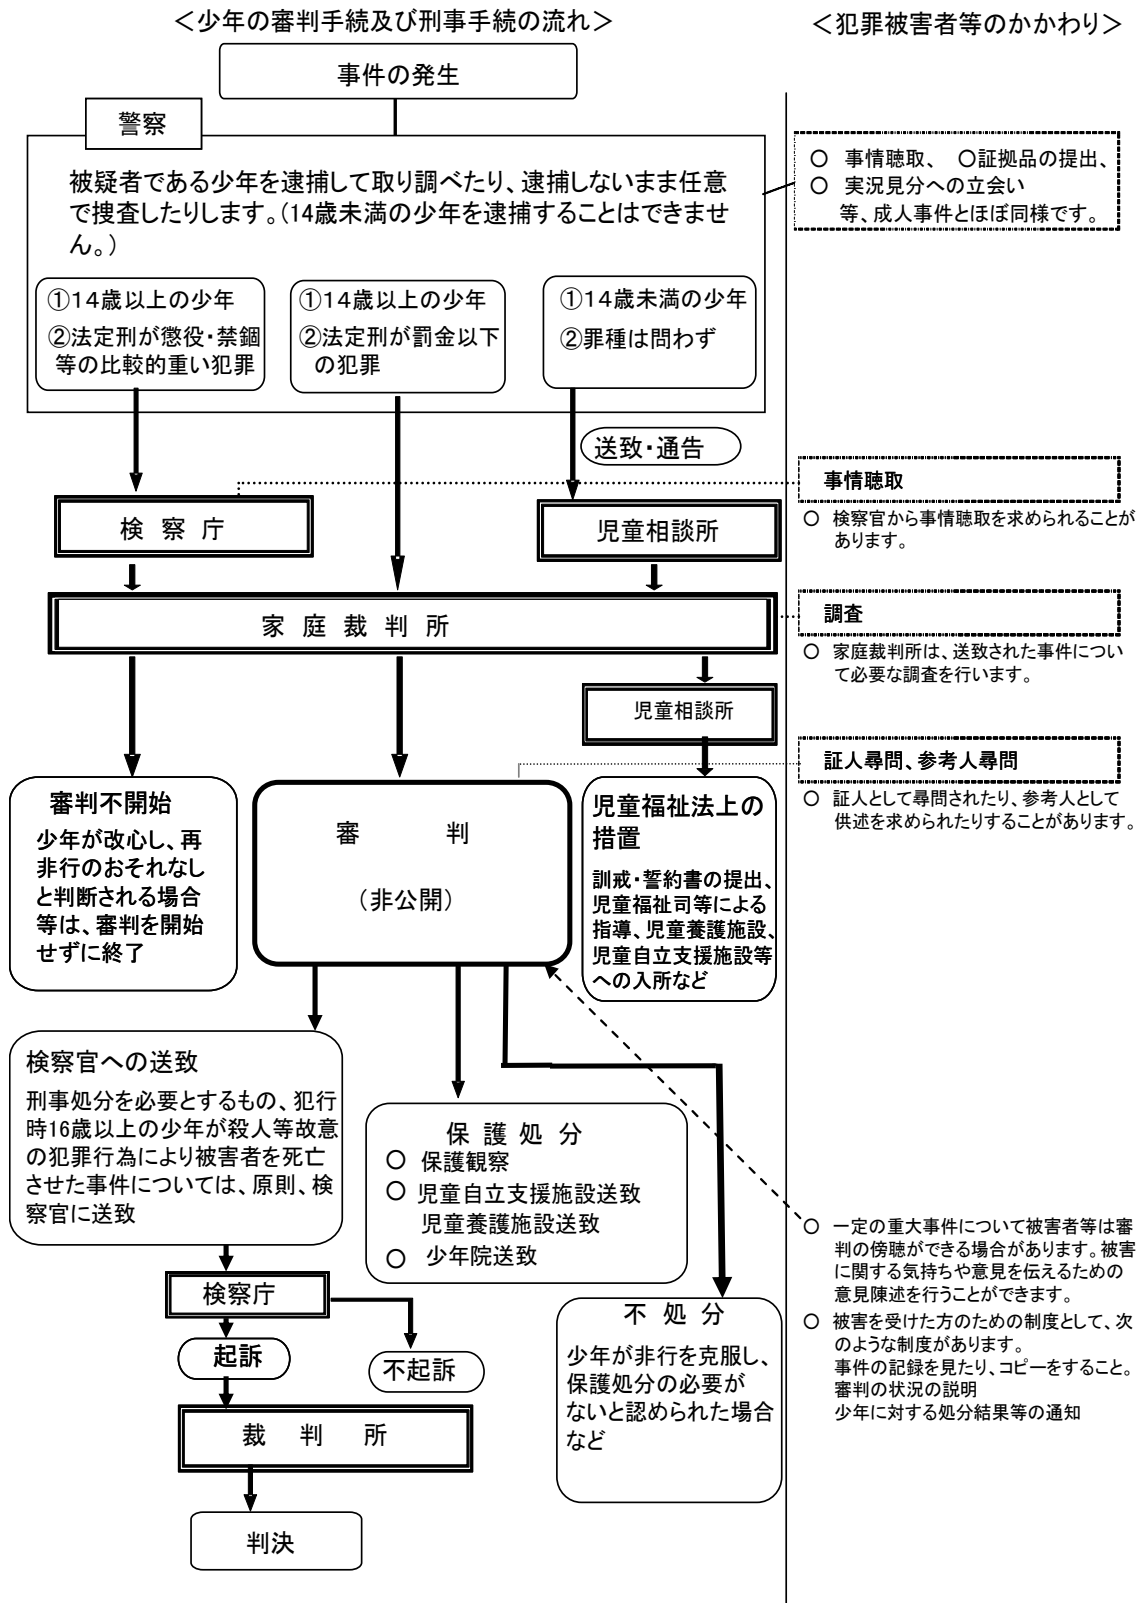 ＜少年の審判手続及び刑事手続の流れ＞
＜犯罪被害者等のかかわり＞
事件の発生
警察
被疑者である少年を逮捕して取り調べたり、逮捕しないまま任意
で捜査したりします。(14歳未満の少年を逮捕することはできませ
ん。)
○ 事情聴取、 ○証拠品の提出、
○ 実況見分への立会い
等、成人事件とほぼ同様です。
①14歳以上の少年
②法定刑が懲役・禁錮
等の比較的重い犯罪
①14歳以上の少年
②法定刑が罰金以下
の犯罪
①14歳未満の少年
②罪種は問わず
送致・通告
検 察 庁
児童相談所
事情聴取
○ 検察官から事情聴取を求められることが
あります。
家 庭 裁 判 所
調査
○ 家庭裁判所は、送致された事件につい
て必要な調査を行います。
児童相談所
証人尋問、参考人尋問
○ 証人として尋問されたり、参考人として
供述を求められたりすることがあります。
審判不開始
少年が改心し、再
非行のおそれなし
と判断される場合
等は、審判を開始
せずに終了
審 判
(非公開)
児童福祉法上の
措置
訓戒・誓約書の提出、
児童福祉司等による
指導、児童養護施設、
児童自立支援施設等
への入所など
検察官への送致
刑事処分を必要とするもの、犯行
時16歳以上の少年が殺人等故意
の犯罪行為により被害者を死亡
させた事件については、原則、検
察官に送致
保 護 処 分
○ 保護観察
○ 児童自立支援施設送致
児童養護施設送致
○ 少年院送致
○ 一定の重大事件について被害者等は審
判の傍聴ができる場合があります。被害
に関する気持ちや意見を伝えるための
意見陳述を行うことができます。
○ 被害を受けた方のための制度として、次
のような制度があります。
事件の記録を見たり、コピーをすること。
審判の状況の説明
少年に対する処分結果等の通知
検察庁
起訴
不起訴
不 処 分
少年が非行を克服し、
保護処分の必要が
ないと認められた場合
など
裁 判 所
判決